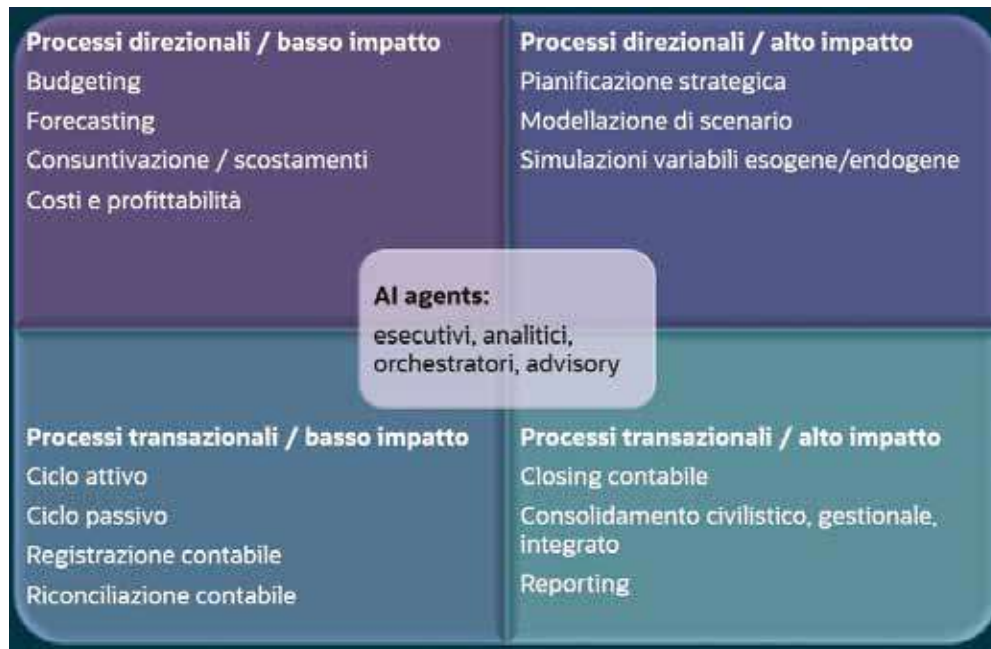 Processi direzionali / basso impatto
Budgeting
Forecasting
Consuntivazione / scostamenti
Costi e profittabilità
Processi direzionali / alto impatto
Pianificazione strategica
Modellazione di scenario
Simulazioni variabili esogene/endogene
AI agents:
esecutivi, analitici,
orchestratori, advisory
Processi transazionali / basso impatto
Ciclo attivo
Ciclo passivo
Registrazione contabile
Riconciliazione contabile
Processi transazionali / alto impatto
Closing contabile
Consolidamento civilistico, gestionale,
integrato
Reporting